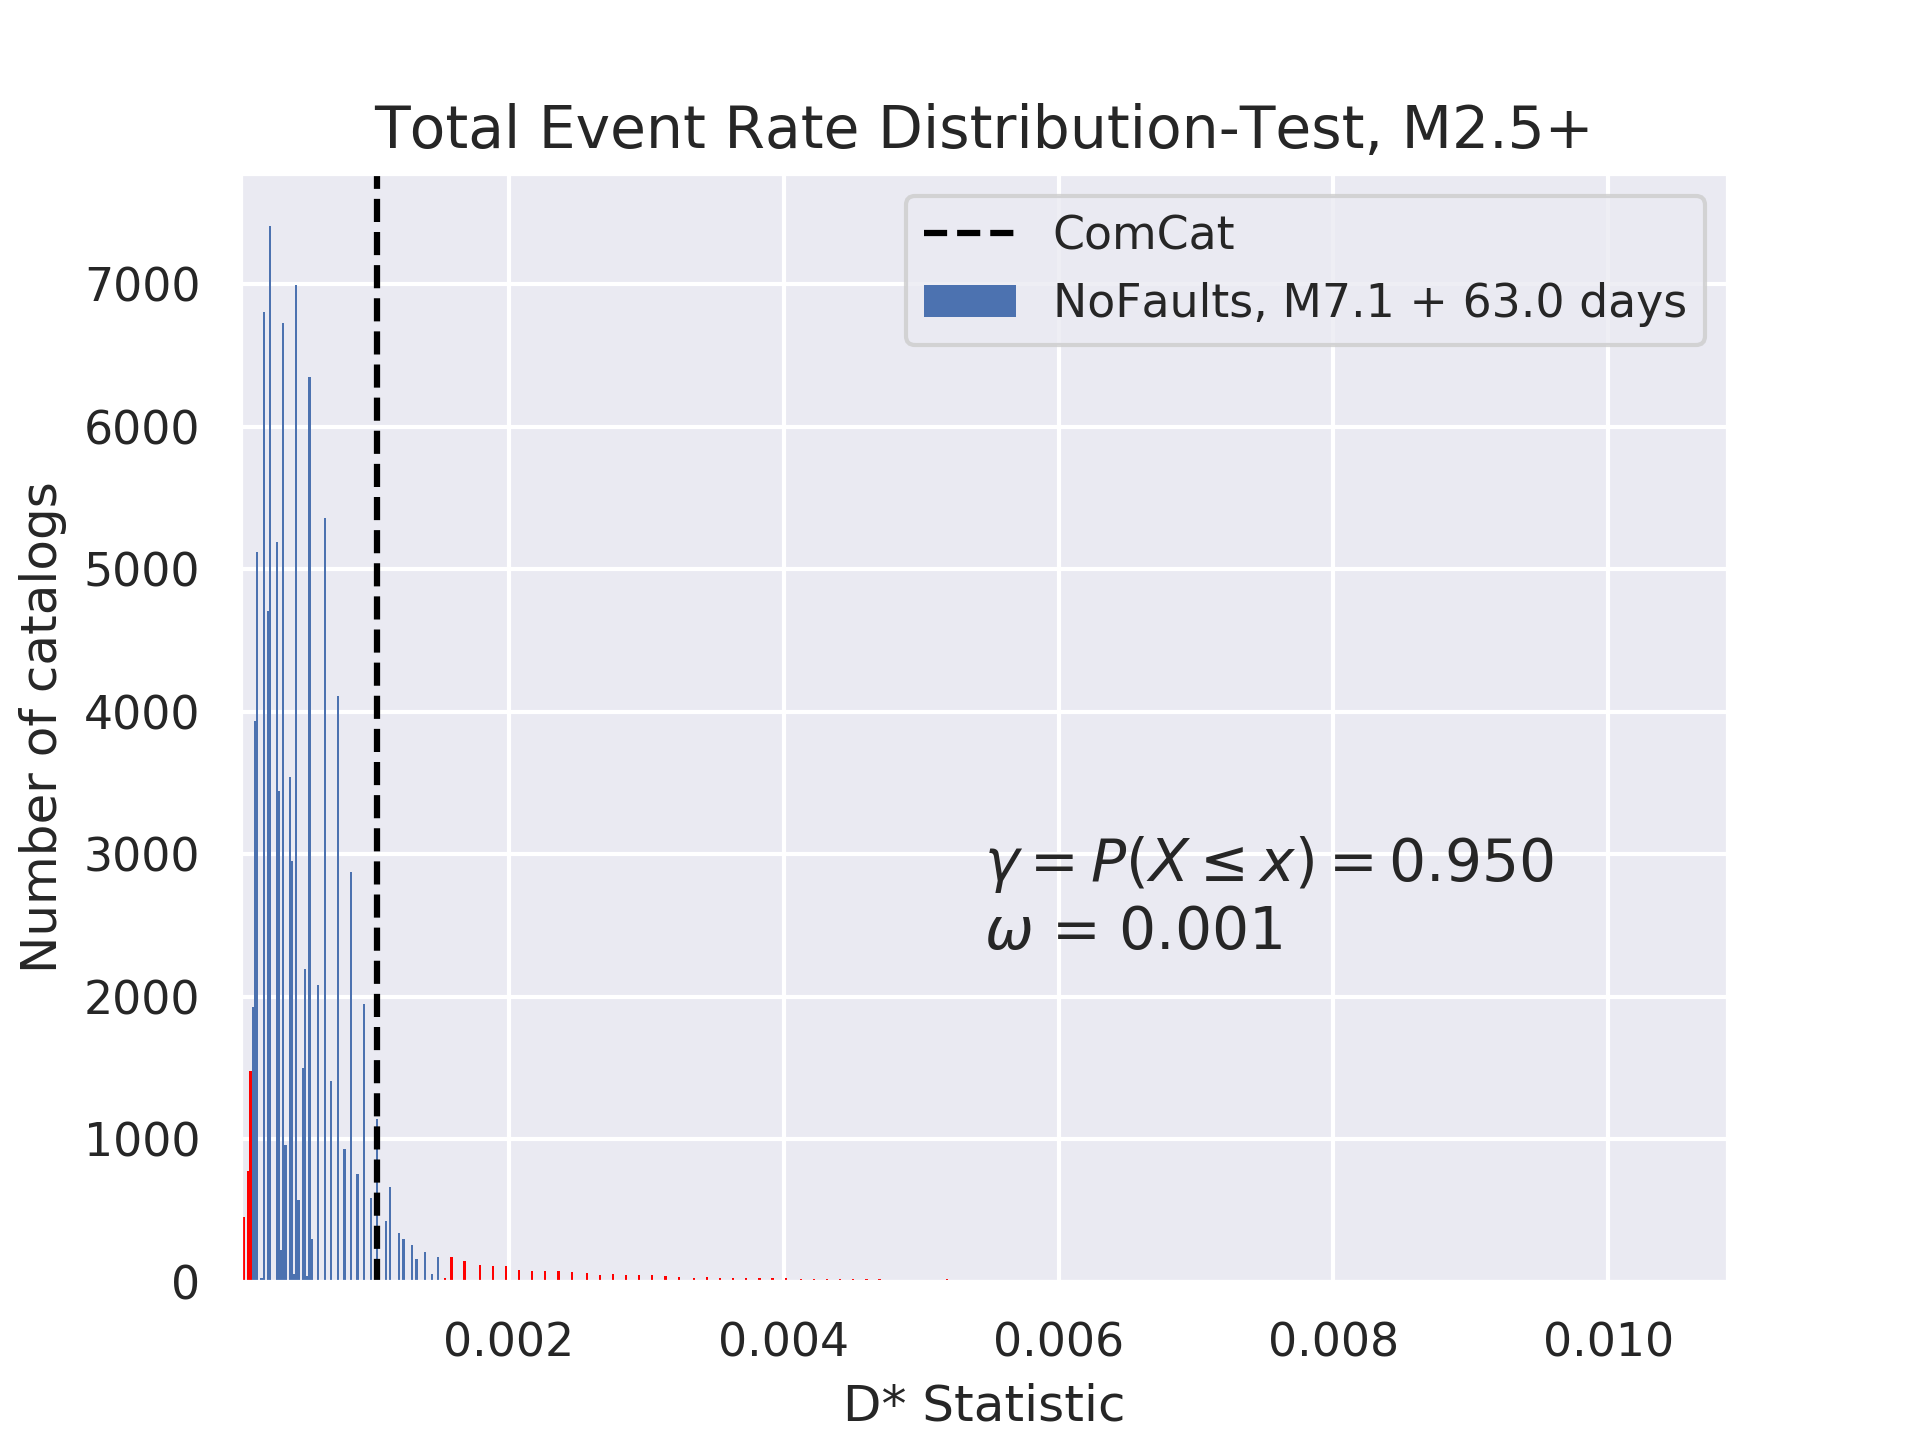 Total Event Rate Distribution-Test, M2.5+
ComCat
NoFaults, M7.1 + 63.0 days
7000
6000
5000
4000
3000
2000
1000
0
Number of catalogs
γ = P(X ≤ x) = 0.950
ω = 0.001
0.002 0.004 0.006 0.008 0.010
D* Statistic